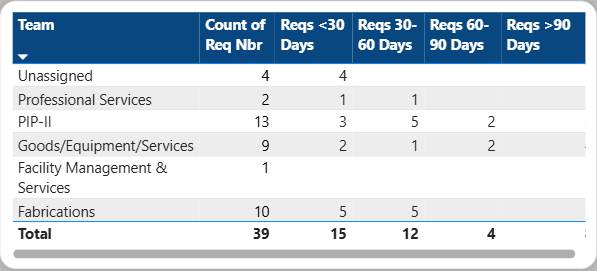 Team Count of Req Nbr Reqs <30 Days Reqs 30-60 Days Reqs 60-90 Days Reqs >90 Days
Unassigned 4 4
Professional Services 2 1 1
PIP-II 13 3 5 2
Goods/Equipment/Services 9 2 1 2
Facility Management &
Services 1
Fabrications 10 5 5
Total 39 15 12 4